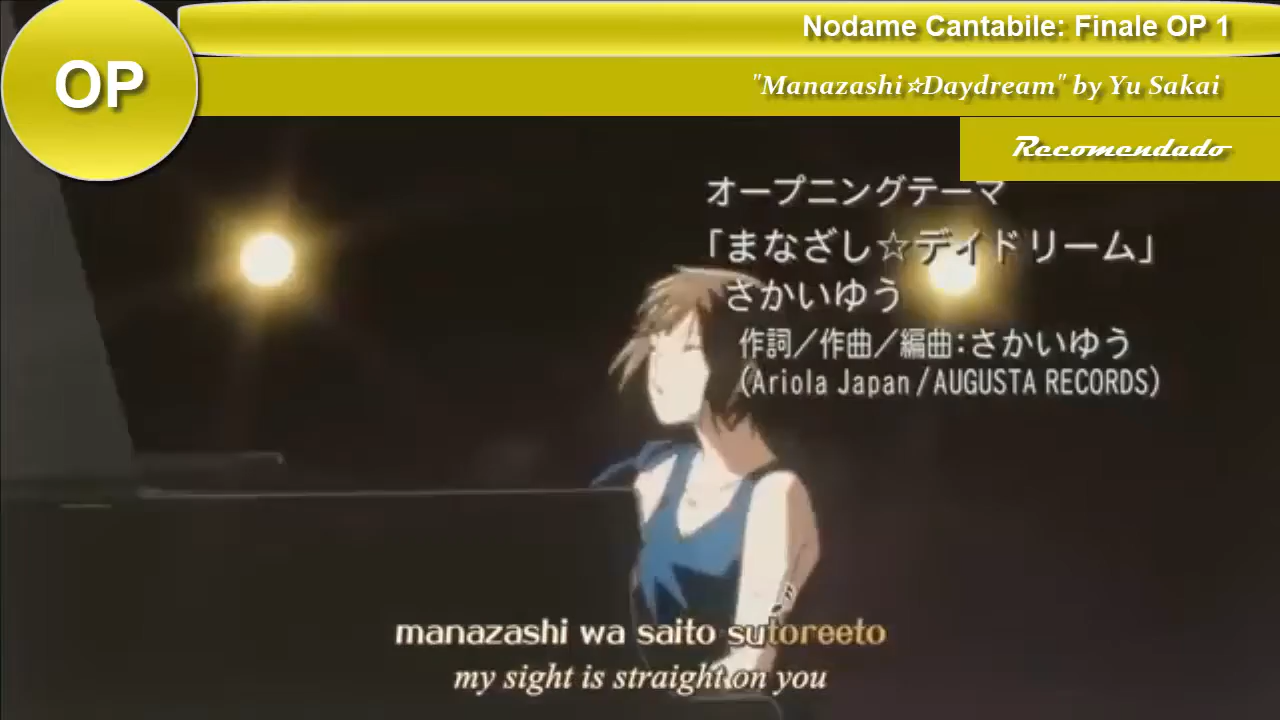 OP
Nodame Cantabile: Finale OP 1
"Manazashi☆Daydream" by Yu Sakai
Recomendado
オープニングテーマ
「まなざし☆デイドリーム」
さかいゆう
作詞／作曲／編曲：さかいゆう
(Ariola Japan/AUGUSTA RECORDS)
manazashi wa saito sutoreeto
my sight is straight on you